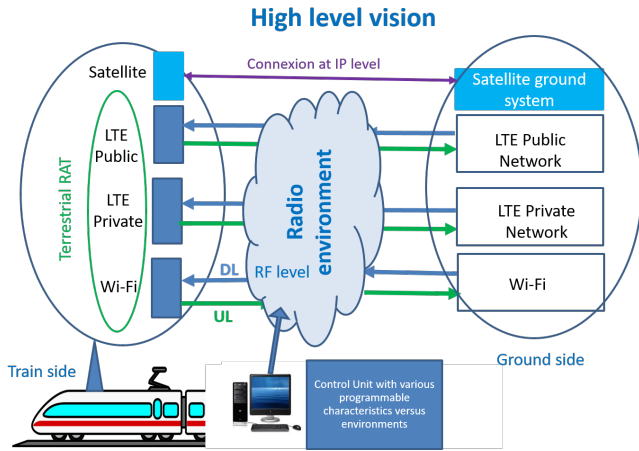 High level vision
Satellite
Connexion at IP level
Satellite ground
system
LTE
Public
LTE Public
Network
Terrestrial RAT
LTE
Private
Radio
environment
LTE Private
Network
Wi-Fi
DL
RF level
UL
Wi-Fi
Train side
Ground side
Control Unit with various
programmable
characteristics versus
environments